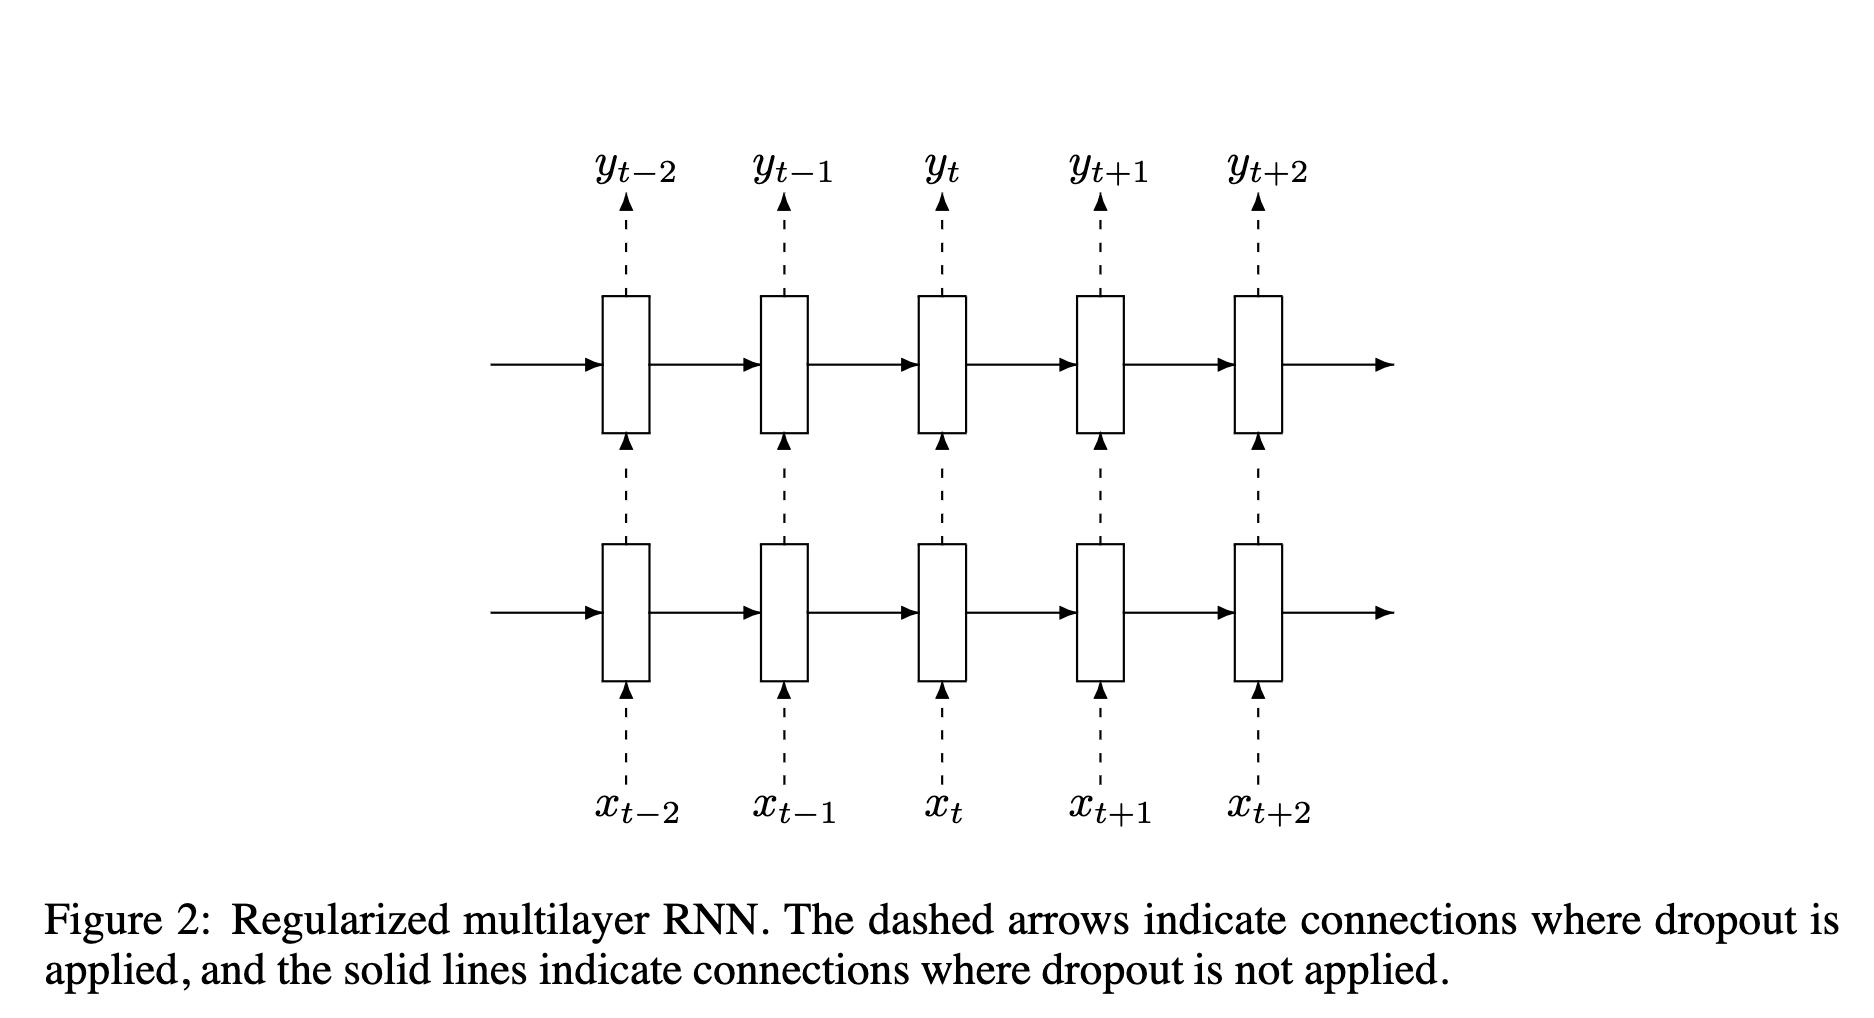 y_{t−2} y_{t−1} y_t y_{t+1} y_{t+2}
x_{t−2} x_{t−1} x_t x_{t+1} x_{t+2}
Figure 2: Regularized multilayer RNN. The dashed arrows indicate connections where dropout is
applied, and the solid lines indicate connections where dropout is not applied.